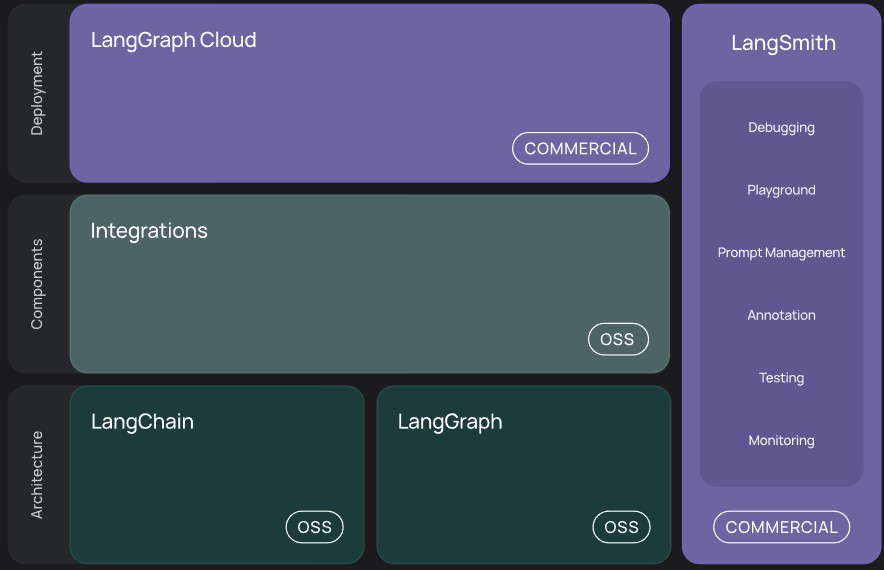 Deployment
LangGraph Cloud
COMMERCIAL
Components
Integrations
OSS
Architecture
LangChain
OSS
LangGraph
OSS
LangSmith
Debugging
Playground
Prompt Management
Annotation
Testing
Monitoring
COMMERCIAL